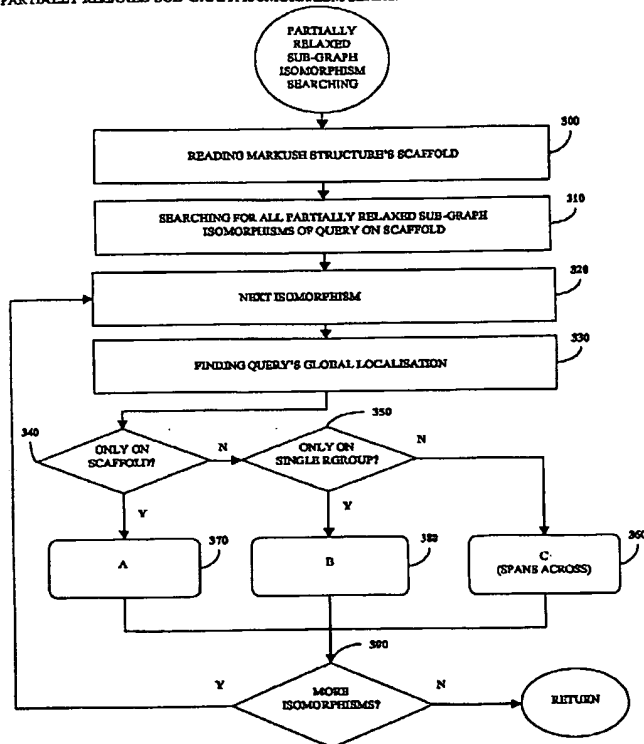 PARTIALLY
RELAXED
SUB-GRAPH
ISOMORPHISM
SEARCHING
300
READING MARKUSH STRUCTURE'S SCAFFOLD
310
SEARCHING FOR ALL PARTIALLY RELAXED SUB-GRAPH
ISOMORPHISMS OF QUERY ON SCAFFOLD
320
NEXT ISOMORPHISM
330
FINDING QUERY'S GLOBAL LOCALISATION
340
ONLY ON
SCAFFOLD?
N
350
ONLY ON
SINGLE RGROUP?
N
Y
Y
A
370
B
380
C
(SPANS ACROSS)
360
390
Y
MORE
ISOMORPHISMS?
N
RETURN